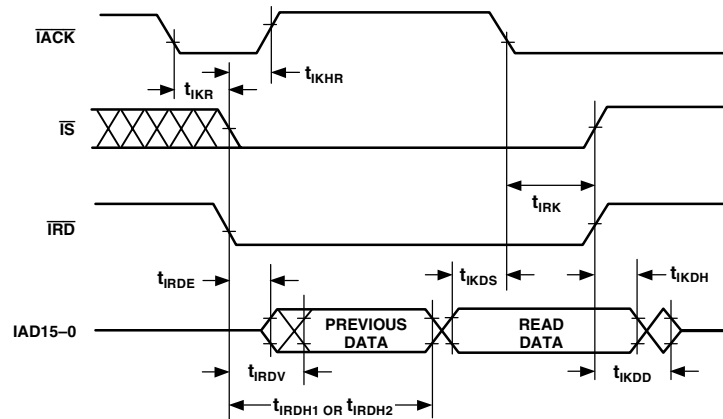 IACK
tIKR
tIKHR
IS
tIRK
IRD
tIRDE
tIKDS
tIKDH
IAD15–0
PREVIOUS
DATA
READ
DATA
tIRDV
tIKDD
tIRDH1 OR tIRDH2